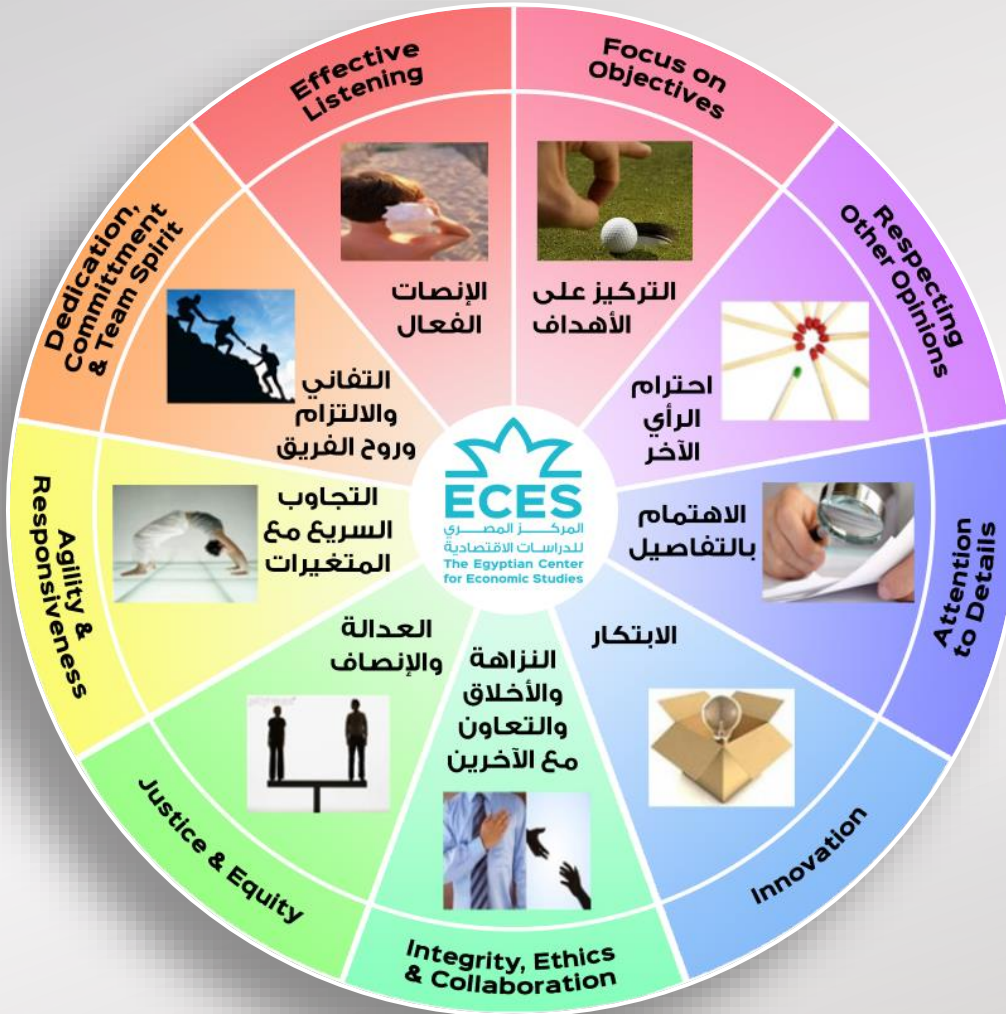 Effective
Listening
الإنصات
الفعال
Focus on
Objectives
التركيز على
الأهداف
Respecting
Other Opinions
احترام
الرأي
الآخر
Attention
to Details
الاهتمام
بالتفاصيل
Innovation
الابتكار
Integrity, Ethics
& Collaboration
النزاهة
والأخلاق
والتعاون
مع الآخرين
Justice & Equity
العدالة
والإنصاف
Agility &
Responsiveness
التجاوب
السريع مع
المتغيرات
Dedication,
Committment
& Team Spirit
التفاني
والالتزام
وروح الفريق
ECES
المركز المصري
للدراسات الاقتصادية
The Egyptian Center
for Economic Studies